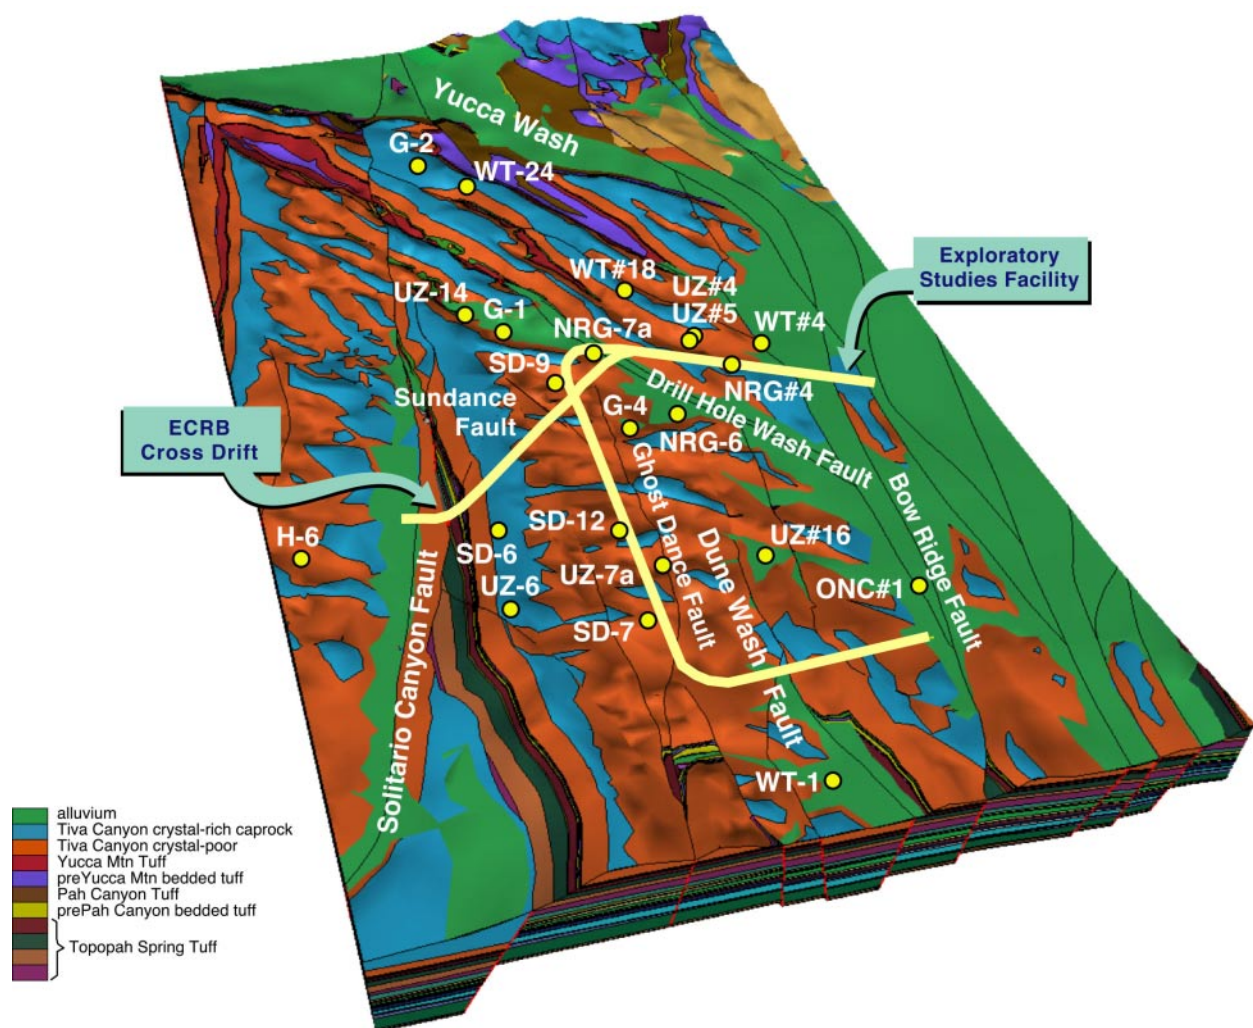 Yucca Wash
G-2
WT-24
Exploratory
Studies Facility
WT#18
UZ#4
UZ-14
G-1
UZ#5
WT#4
NRG-7a
SD-9
NRG#4
Sundance
Fault
Drill Hole Wash Fault
G-4
NRG-6
ECRB
Cross Drift
Ghost Dance Fault
Bow Ridge Fault
H-6
SD-6
SD-12
Dune Wash Fault
UZ#16
UZ-7a
UZ-6
ONC#1
SD-7
Solitario Canyon Fault
WT-1
alluvium
Tiva Canyon crystal-rich caprock
Tiva Canyon crystal-poor
Yucca Mtn Tuff
preYucca Mtn bedded tuff
Pah Canyon Tuff
prePah Canyon bedded tuff
Topopah Spring Tuff